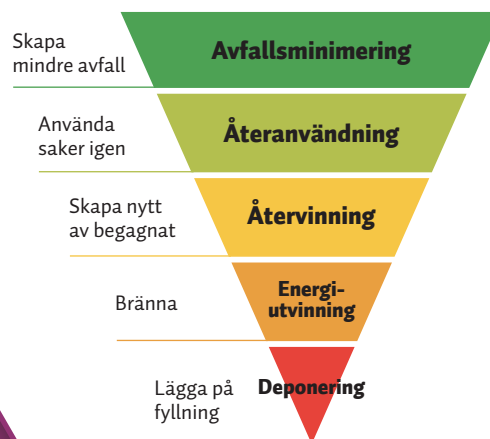 Skapa
mindre avfall
Avfallsminimering
Använda
saker igen
Återanvändning
Skapa nytt
av begagnat
Återvinning
Bränna
Energi-
utvinning
Lägga på
fyllning
Deponering